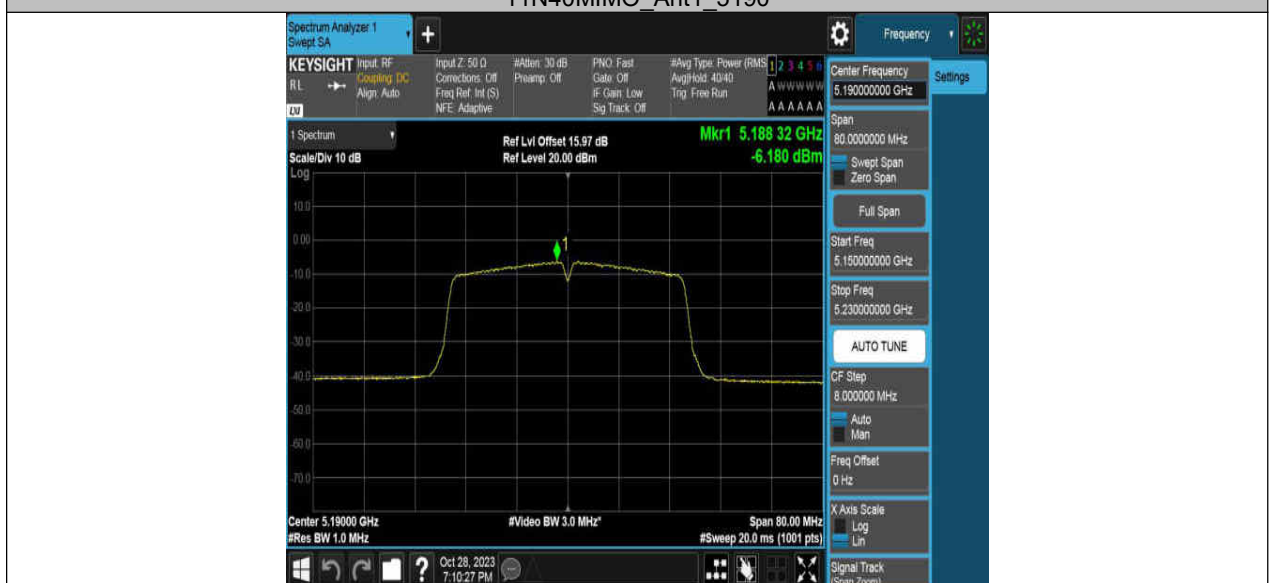 11N40MIMO_Ant1_5190
Spectrum Analyzer 1
Swept SA
+
Frequency
KEYSIGHT
RL
Input: RF
Coupling: DC
Align: Auto
Input Z: 50 Ω
Corrections: Off
Freq Ref: Int (S)
NFE: Adaptive
#Atten: 30 dB
Preamp: Off
PNO: Fast
Gate: Off
IF Gain: Low
Sig Track: Off
#Avg Type: Power (RMS
Avg|Hold: 40/40
Trig: Free Run
1 2 3 4 5 6
A W W W W W
A A A A A A
1 Spectrum
Scale/Div 10 dB
Log
Ref Lvl Offset 15.97 dB
Ref Level 20.00 dBm
Mkr1 5.188 32 GHz
-6.180 dBm
10.0
0.00
-10.0
-20.0
-30.0
-40.0
-50.0
-60.0
-70.0
1
Center 5.19000 GHz
#Res BW 1.0 MHz
#Video BW 3.0 MHz*
Span 80.00 MHz
#Sweep 20.0 ms (1001 pts)
?
Oct 28, 2023
7:10:27 PM
Settings
Center Frequency
5.190000000 GHz
Span
80.0000000 MHz
Swept Span
Zero Span
Full Span
Start Freq
5.150000000 GHz
Stop Freq
5.230000000 GHz
AUTO TUNE
CF Step
8.000000 MHz
Auto
Man
Freq Offset
0 Hz
X Axis Scale
Log
Lin
Signal Track
(Span Zoom)